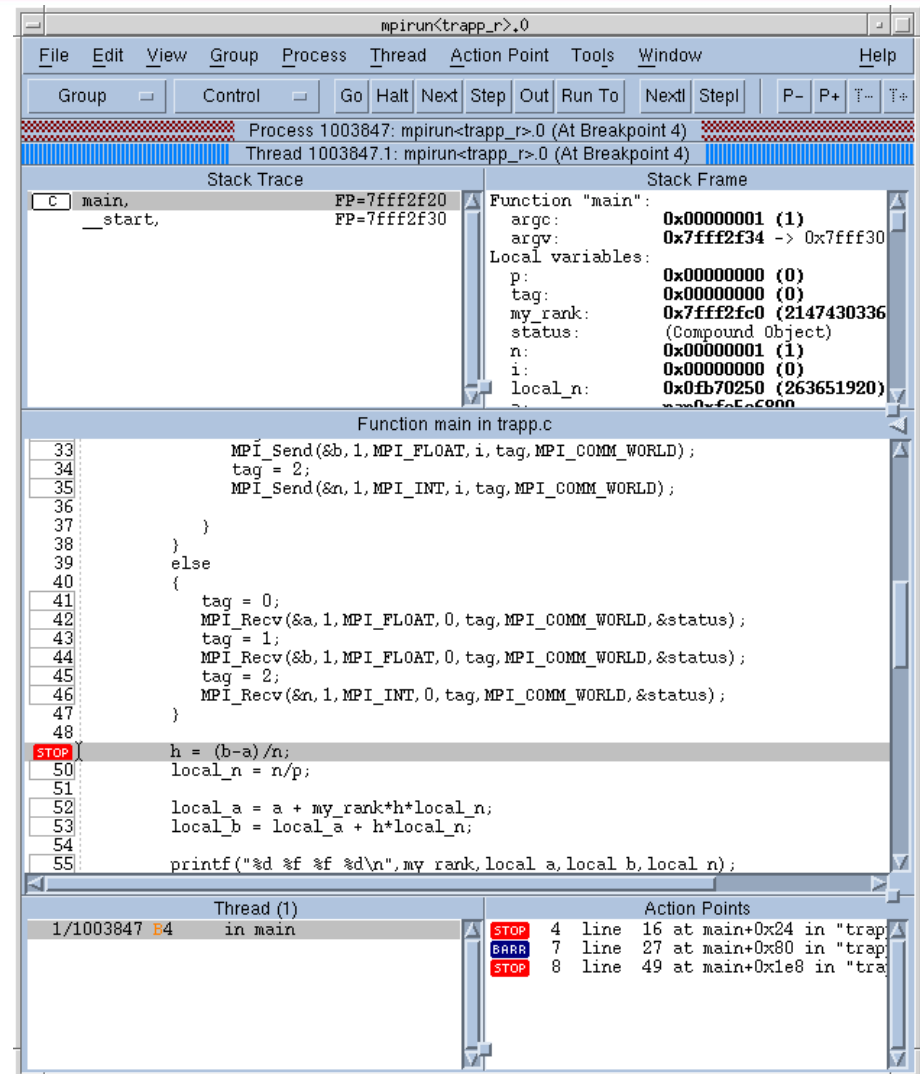 mpirun<trapp_r>.0
File Edit View Group Process Thread Action Point Tools Window Help
Group Control Go Halt Next Step Out Run To NextI StepI P- P+ T- T+
Process 1003847: mpirun<trapp_r>.0 (At Breakpoint 4)
Thread 1003847.1: mpirun<trapp_r>.0 (At Breakpoint 4)
Stack Trace
C main, FP=7fff2f20
__start, FP=7fff2f30
Stack Frame
Function "main":
argc: 0x00000001 (1)
argv: 0x7fff2f34 -> 0x7fff30
Local variables:
p: 0x00000000 (0)
tag: 0x00000000 (0)
my_rank: 0x7fff2fc0 (2147430336
status: (Compound Object)
n: 0x00000001 (1)
i: 0x00000000 (0)
local_n: 0x0fb70250 (263651920)
Function main in trapp.c
33 MPI_Send(&b,1,MPI_FLOAT,i,tag,MPI_COMM_WORLD);
34 tag = 2;
35 MPI_Send(&n,1,MPI_INT,i,tag,MPI_COMM_WORLD);
36
37 }
38 }
39 else
40 {
41 tag = 0;
42 MPI_Recv(&a,1,MPI_FLOAT,0,tag,MPI_COMM_WORLD,&status);
43 tag = 1;
44 MPI_Recv(&b,1,MPI_FLOAT,0,tag,MPI_COMM_WORLD,&status);
45 tag = 2;
46 MPI_Recv(&n,1,MPI_INT,0,tag,MPI_COMM_WORLD,&status);
47 }
48
STOP h = (b-a)/n;
50 local_n = n/p;
51
52 local_a = a + my_rank*h*local_n;
53 local_b = local_a + h*local_n;
54
55 printf("%d %f %f %d\n",my_rank,local_a,local_b,local_n);
Thread (1)
1/1003847 B4 in main
Action Points
STOP 4 line 16 at main+0x24 in "trap
BARR 7 line 27 at main+0x80 in "trap
STOP 8 line 49 at main+0x1e8 in "tra